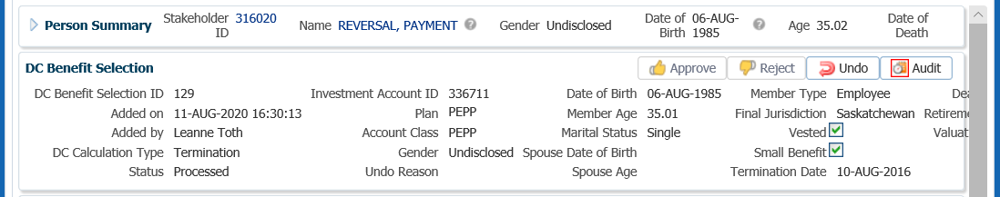 Person Summary Stakeholder ID 316020 Name REVERSAL, PAYMENT Gender Undisclosed Date of Birth 06-AUG-1985 Age 35.02 Date of Death
DC Benefit Selection Approve Reject Undo Audit
DC Benefit Selection ID 129 Investment Account ID 336711 Date of Birth 06-AUG-1985 Member Type Employee Dea
Added on 11-AUG-2020 16:30:13 Plan PEPP Member Age 35.01 Final Jurisdiction Saskatchewan Retireme
Added by Leanne Toth Account Class PEPP Marital Status Single Vested Valuat
DC Calculation Type Termination Gender Undisclosed Spouse Date of Birth Small Benefit
Status Processed Undo Reason Spouse Age Termination Date 10-AUG-2016